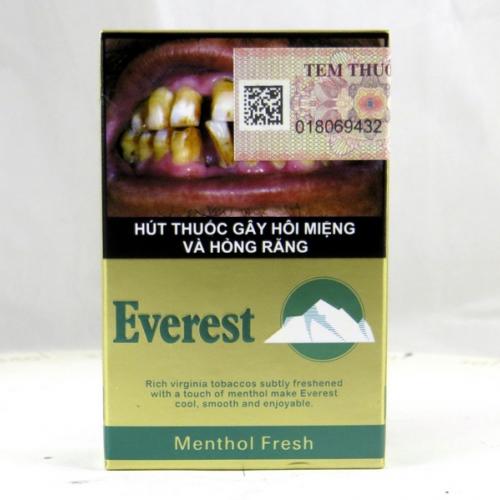 TEM THUỐ
018069432
HÚT THUỐC GÂY HÔI MIỆNG
VÀ HỎNG RĂNG
Everest
Rich virginia tobaccos subtly freshened
with a touch of menthol make Everest
cool, smooth and enjoyable.
Menthol Fresh